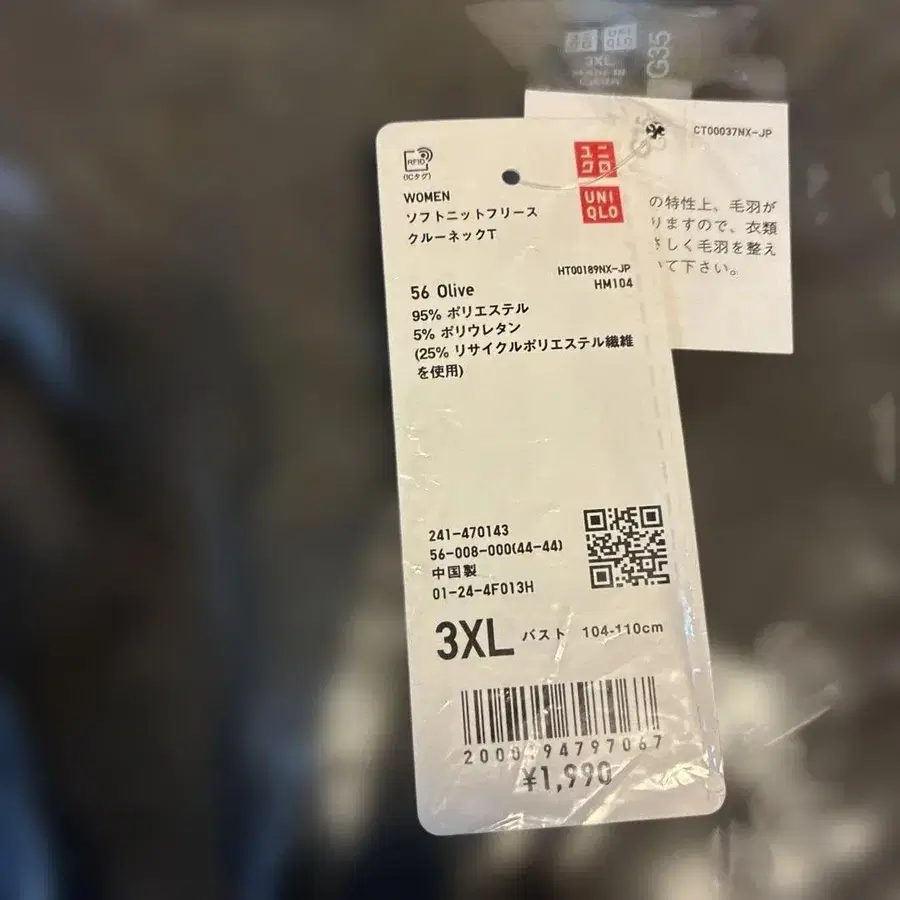 UNI
QLO
3XL
MADE IN
G35
CT00037NX-JP
の特性上、毛羽が
りますので、衣類
さしく毛羽を整え
いて下さい。
RFID
(ICタグ)
ユニ
クロ
UNI
QLO
WOMEN
ソフトニットフリース
クルーネックT
HT00189NX-JP
HM104
56 Olive
95% ポリエステル
5% ポリウレタン
(25% リサイクルポリエステル繊維
を使用)
241-470143
56-008-000(44-44)
中国製
01-24-4F013H
3XL バスト 104-110cm
¥1,990